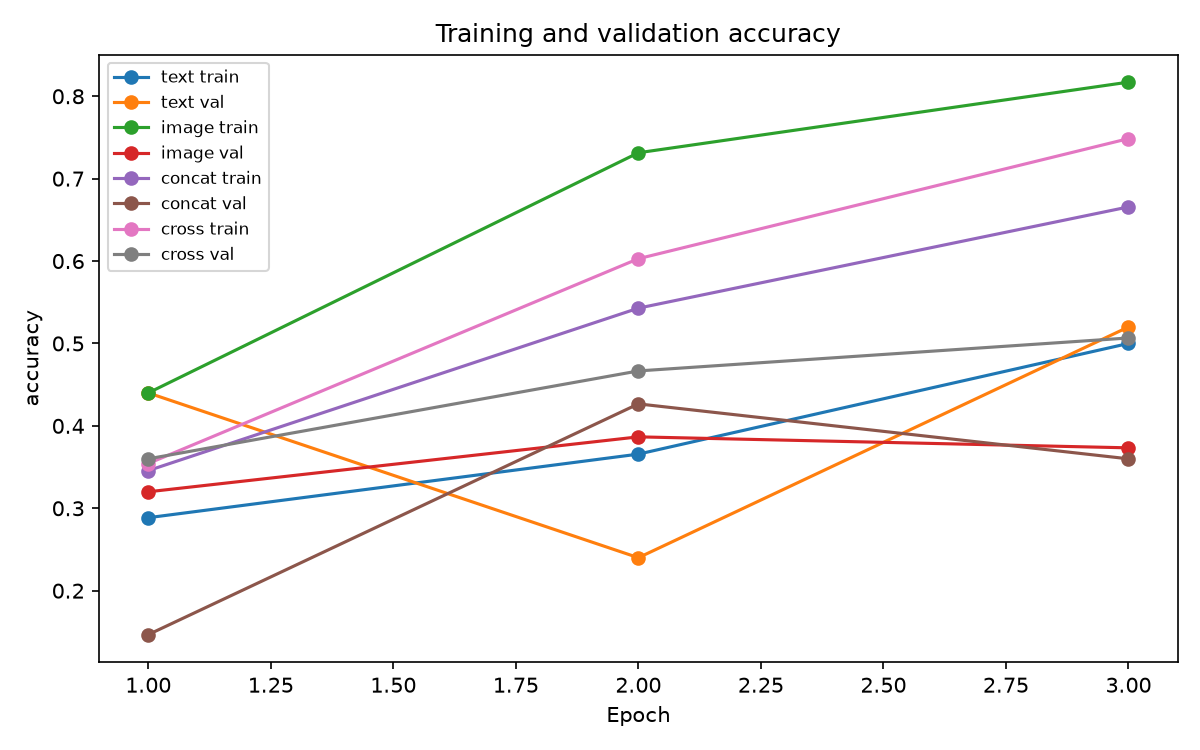 Training and validation accuracy
text train
text val
image train
image val
concat train
concat val
cross train
cross val
accuracy
0.8
0.7
0.6
0.5
0.4
0.3
0.2
1.00 1.25 1.50 1.75 2.00 2.25 2.50 2.75 3.00
Epoch